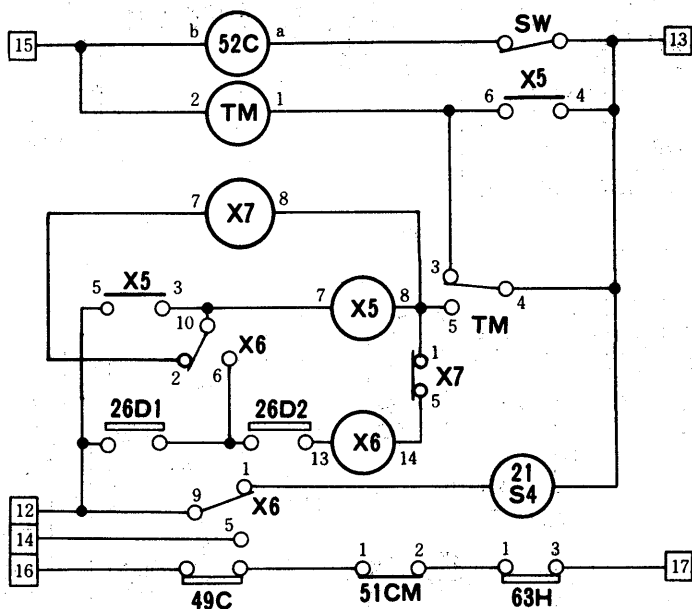 15 b 52C a SW 13
2 TM 1 6 X5 4
7 X7 8
3 4
5 X5 3 7 X5 8 5 TM
10
2 6 X6 1 X7
5
26D1 26D2
13 X6 14
1 21 S4
12 9 X6
14 5
16 1 2 1 3 17
49C 51CM 63H